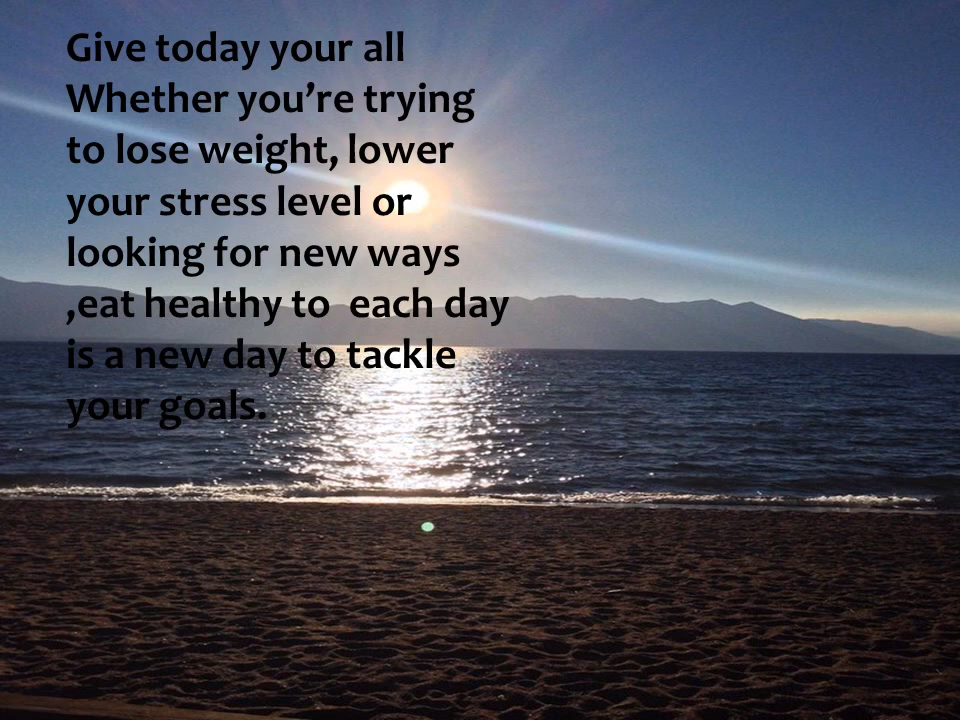 Give today your all
Whether you’re trying
to lose weight, lower
your stress level or
looking for new ways
,eat healthy to  each day
is a new day to tackle
your goals.